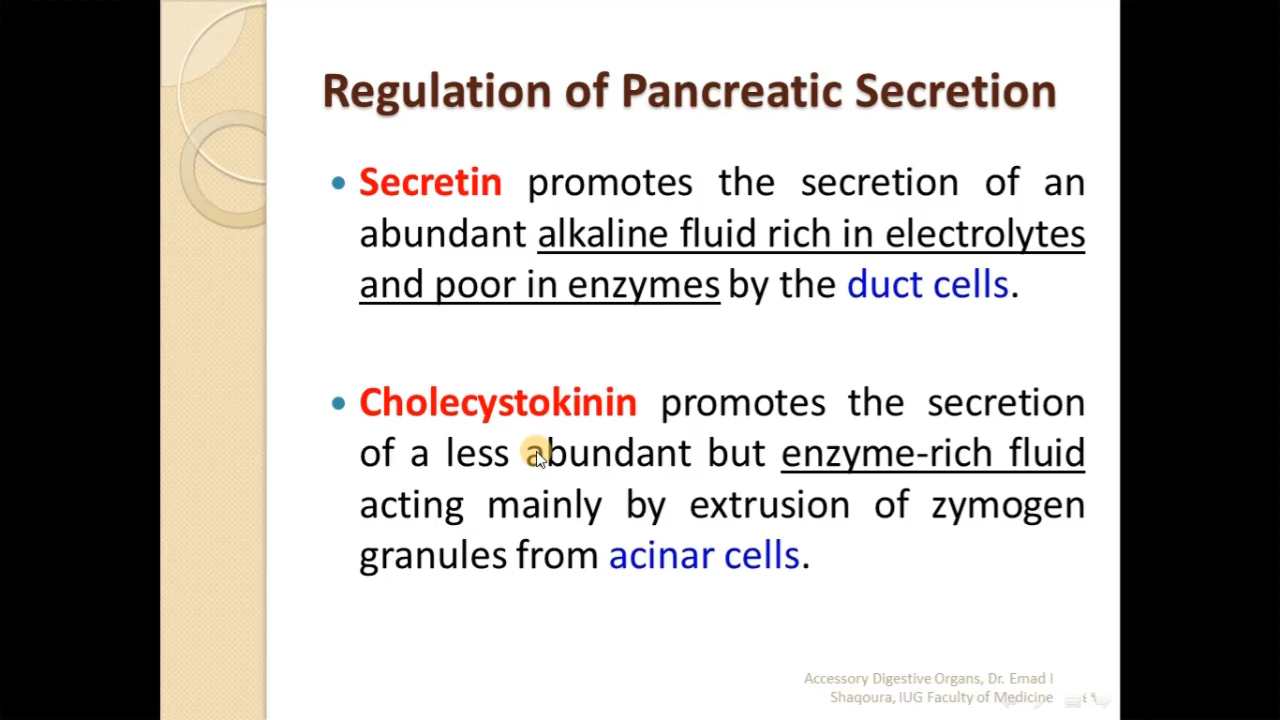 Regulation of Pancreatic Secretion
• Secretin promotes the secretion of an
abundant alkaline fluid rich in electrolytes
and poor in enzymes by the duct cells.
• Cholecystokinin promotes the secretion
of a less abundant but enzyme-rich fluid
acting mainly by extrusion of zymogen
granules from acinar cells.
Accessory Digestive Organs, Dr. Emad I
Shaqoura, IUG Faculty of Medicine